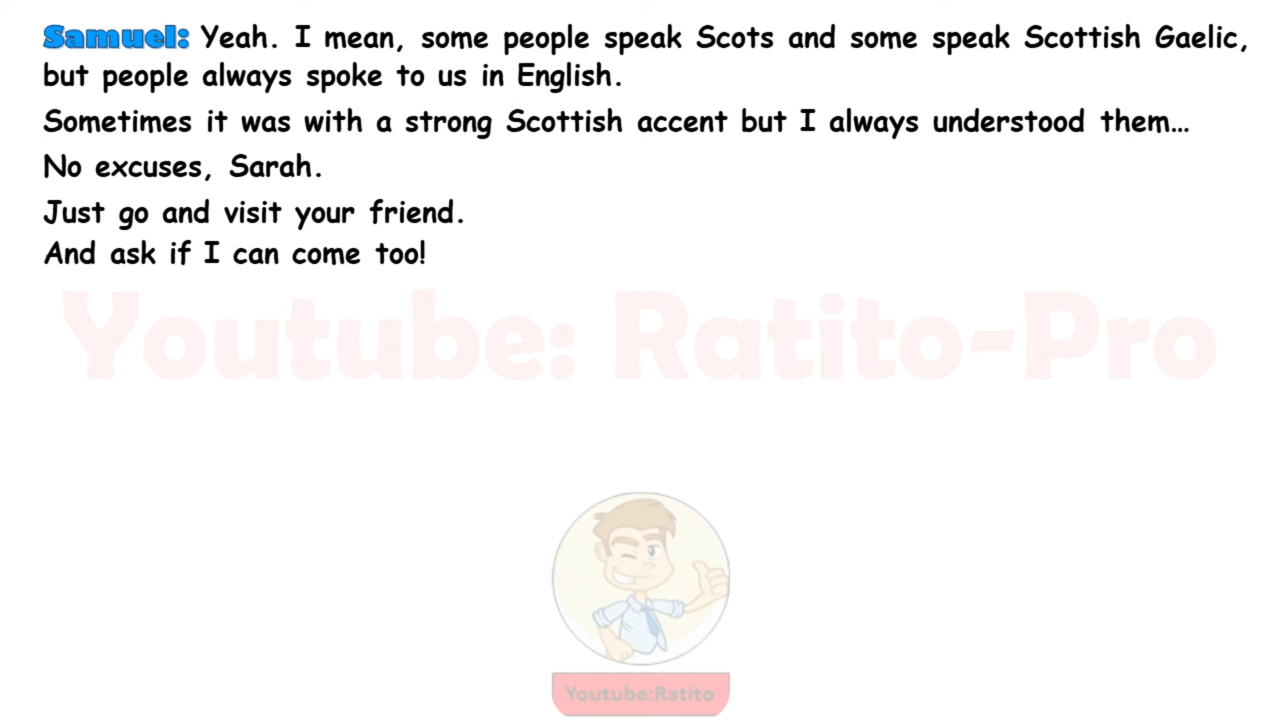 Samuel: Yeah. I mean, some people speak Scots and some speak Scottish Gaelic,
but people always spoke to us in English.
Sometimes it was with a strong Scottish accent but I always understood them...
No excuses, Sarah.
Just go and visit your friend.
And ask if I can come too!
Youtube: Ratito-Pro
Youtube:Ratito